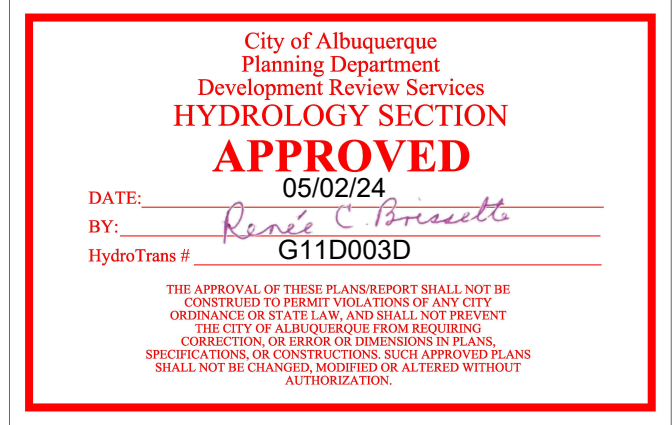 City of Albuquerque
Planning Department
Development Review Services
HYDROLOGY SECTION
APPROVED
DATE: 05/02/24
BY: Renée C. Brissette
HydroTrans # G11D003D
THE APPROVAL OF THESE PLANS/REPORT SHALL NOT BE
CONSTRUED TO PERMIT VIOLATIONS OF ANY CITY
ORDINANCE OR STATE LAW, AND SHALL NOT PREVENT
THE CITY OF ALBUQUERQUE FROM REQUIRING
CORRECTION, OR ERROR OR DIMENSIONS IN PLANS,
SPECIFICATIONS, OR CONSTRUCTIONS. SUCH APPROVED PLANS
SHALL NOT BE CHANGED, MODIFIED OR ALTERED WITHOUT
AUTHORIZATION.